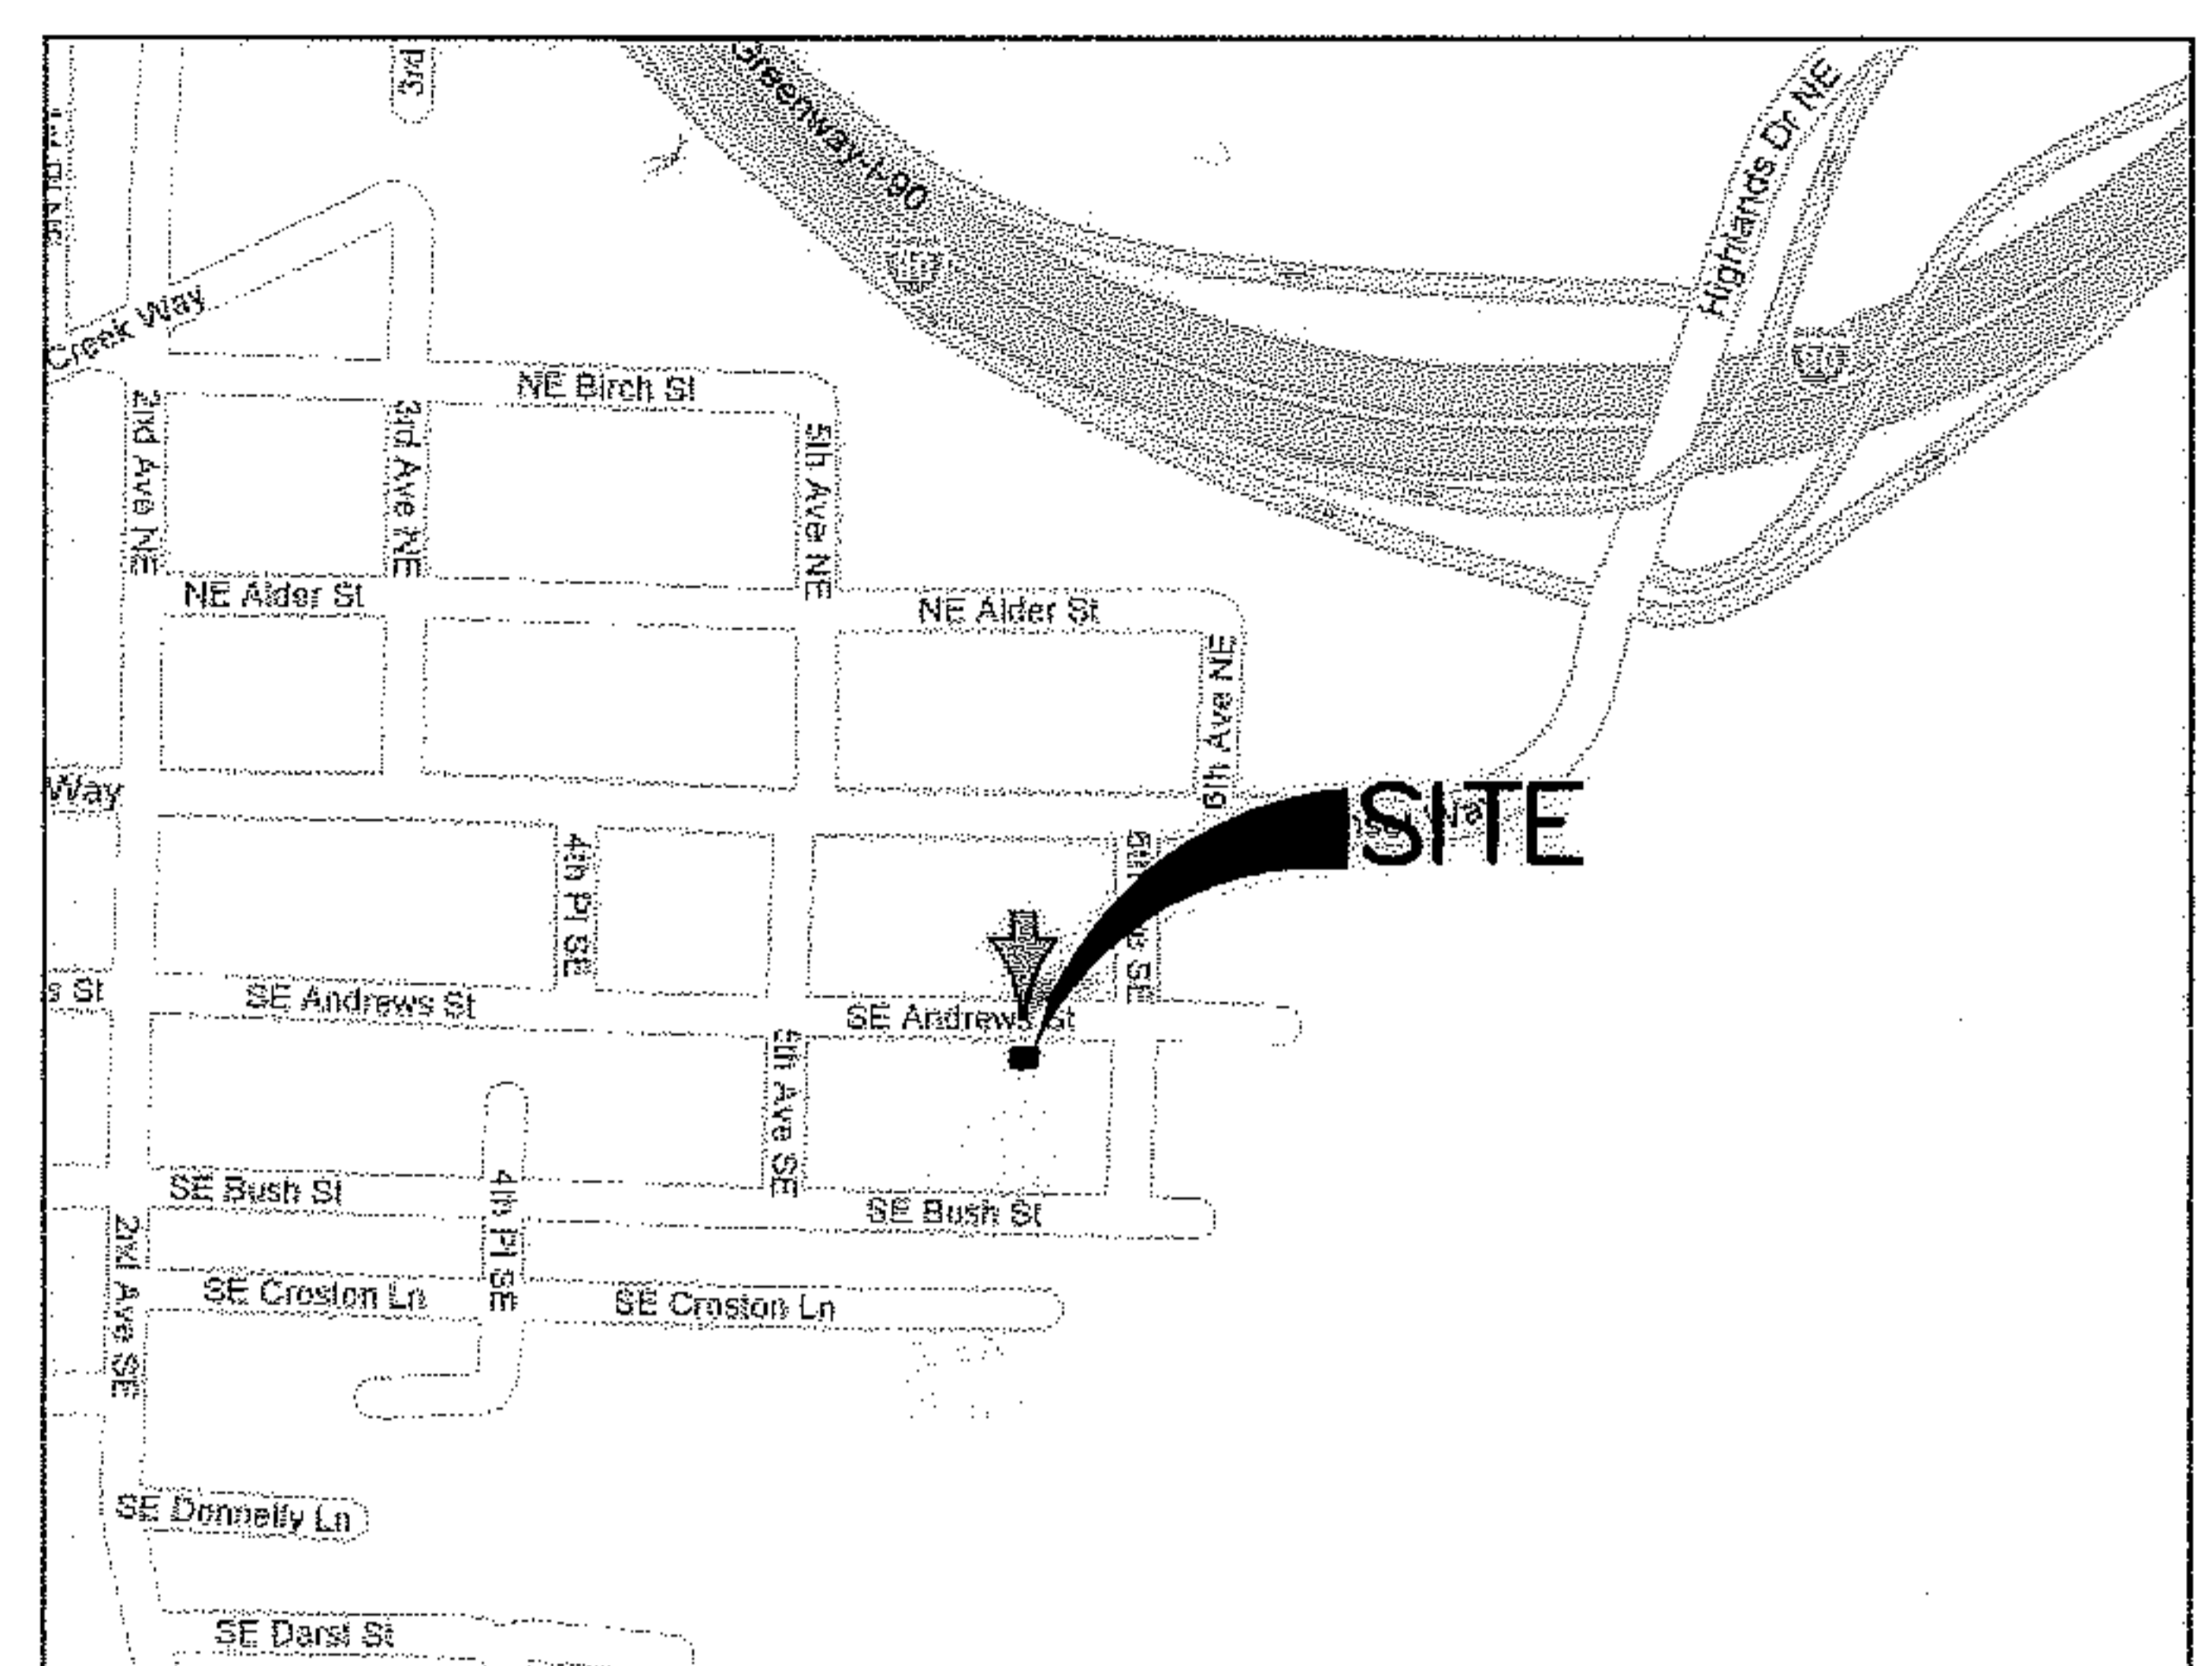 3rd
Greenway-I-90
Highlands Dr NE
Creek Way
NE Birch St
2nd Ave NE
3rd Ave NE
5th Ave NE
NE Alder St
NE Alder St
6th Ave NE
Way
SITE
4th Pl SE
SE
St
SE Andrews St
SE Andrews St
4th Ave SE
SE Bush St
4th Pl SE
SE Bush St
2nd Ave SE
SE Croston Ln
SE Croston Ln
SE Donnelly Ln
SE Darst St